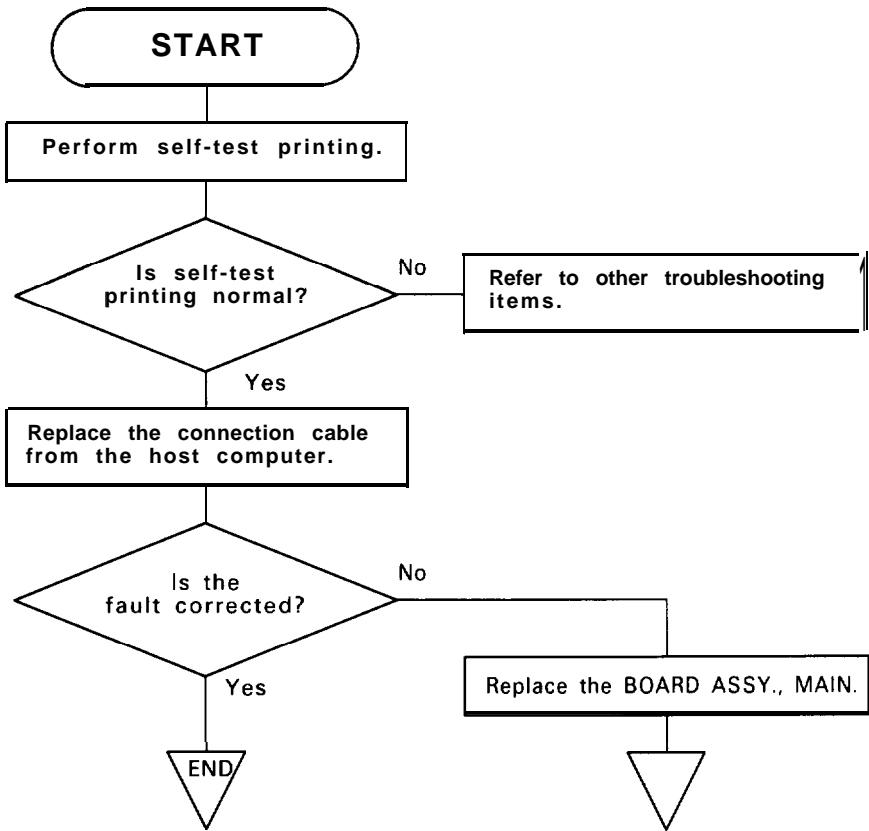 START
Perform self-test printing.
Is self-test
printing normal?
No
Refer to other troubleshooting
items.
Yes
Replace the connection cable
from the host computer.
Is the
fault corrected?
No
Yes
Replace the BOARD ASSY., MAIN.
END